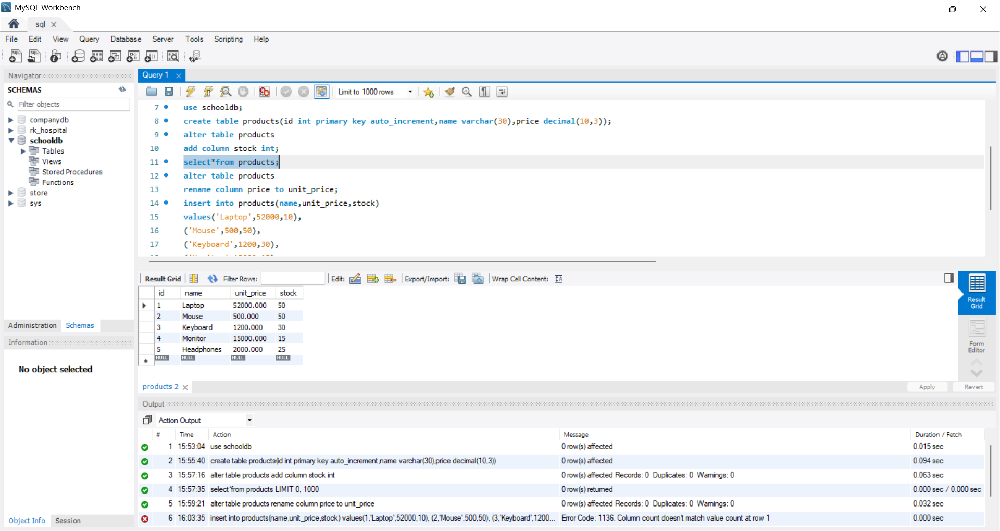 MySQL Workbench
sql
File Edit View Query Database Server Tools Scripting Help
Navigator
SCHEMAS
Filter objects
companydb
rk_hospital
schooldb
Tables
Views
Stored Procedures
Functions
store
sys
Administration Schemas
Information
No object selected
Object Info Session
Query 1
Limit to 1000 rows
7 use schooldb;
8 create table products(id int primary key auto_increment,name varchar(30),price decimal(10,3));
9 alter table products
10 add column stock int;
11 select*from products;
12 alter table products
13 rename column price to unit_price;
14 insert into products(name,unit_price,stock)
15 values('Laptop',52000,10),
16 ('Mouse',500,50),
17 ('Keyboard',1200,30),
Result Grid Filter Rows: Edit: Export/Import: Wrap Cell Content:
id name unit_price stock
1 Laptop 52000.000 50
2 Mouse 500.000 50
3 Keyboard 1200.000 30
4 Monitor 15000.000 15
5 Headphones 2000.000 25
NULL NULL NULL NULL
Result
Grid
Form
Editor
products 2
Apply Revert
Output
Action Output
# Time Action Message Duration / Fetch
1 15:53:04 use schooldb 0 row(s) affected 0.015 sec
2 15:55:40 create table products(id int primary key auto_increment,name varchar(30),price decimal(10,3)) 0 row(s) affected 0.094 sec
3 15:57:16 alter table products add column stock int 0 row(s) affected Records: 0 Duplicates: 0 Warnings: 0 0.063 sec
4 15:57:35 select*from products LIMIT 0, 1000 0 row(s) returned 0.000 sec / 0.000 sec
5 15:59:21 alter table products rename column price to unit_price 0 row(s) affected Records: 0 Duplicates: 0 Warnings: 0 0.032 sec
6 16:03:35 insert into products(name,unit_price,stock) values(1,'Laptop',52000,10), (2,'Mouse',500,50), (3,'Keyboard',1200... Error Code: 1136. Column count doesn't match value count at row 1 0.000 sec